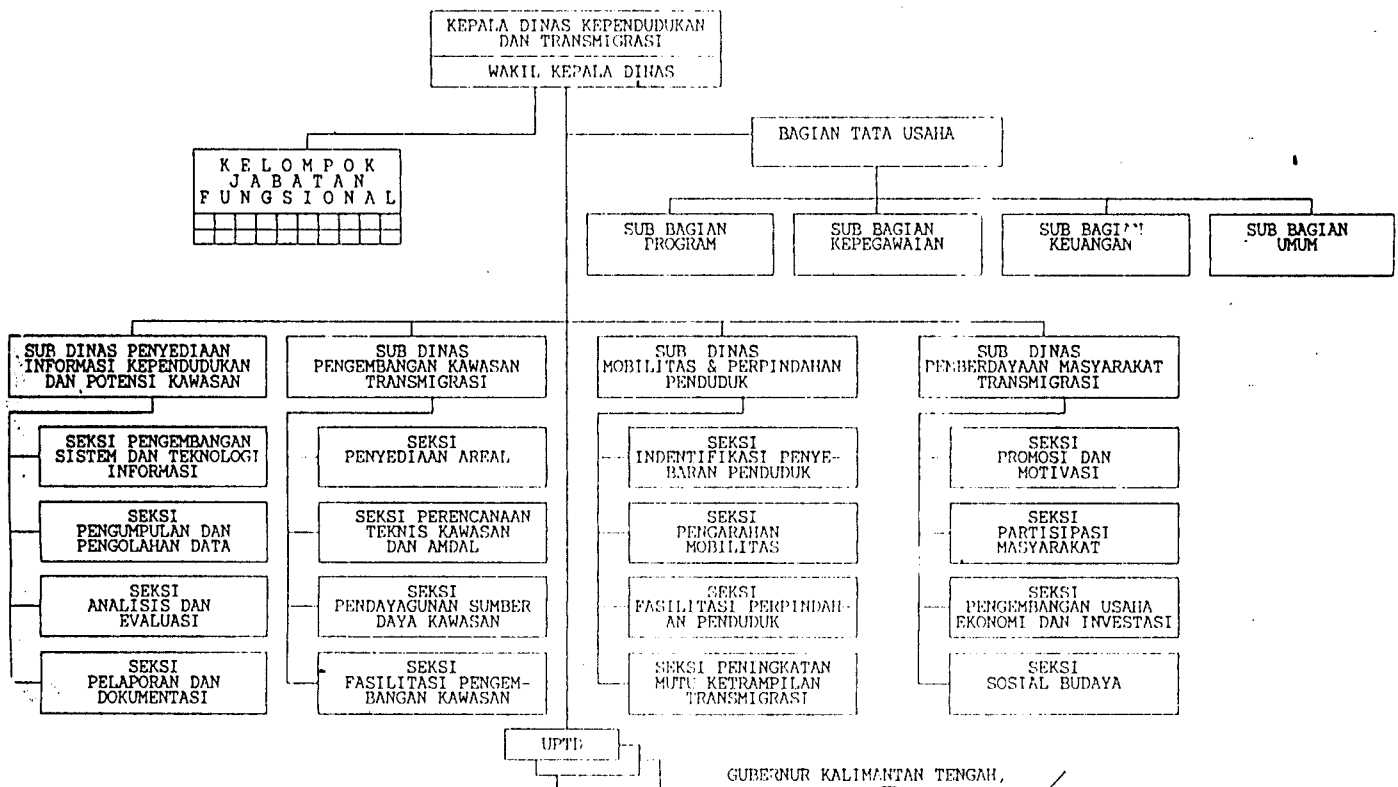 KEPALA DINAS KEPENDUDUKAN
DAN TRANSMIGRASI
WAKIL KEPALA DINAS
BAGIAN TATA USAHA
KELOMPOK
JABATAN
FUNGSIONAL
SUB BAGIAN
PROGRAM
SUB BAGIAN
KEPEGAWAIAN
SUB BAGIAN
KEUANGAN
SUB BAGIAN
UMUM
SUB DINAS PENYEDIAAN
INFORMASI KEPENDUDUKAN
DAN POTENSI KAWASAN
SUB DINAS
PENGEMBANGAN KAWASAN
TRANSMIGRASI
SUB DINAS
MOBILITAS & PERPINDAHAN
PENDUDUK
SUB DINAS
PEMBERDAYAAN MASYARAKAT
TRANSMIGRASI
SEKSI PENGEMBANGAN
SISTEM DAN TEKNOLOGI
INFORMASI
SEKSI
PENGUMPULAN DAN
PENGOLAHAN DATA
SEKSI
ANALISIS DAN
EVALUASI
SEKSI
PELAPORAN DAN
DOKUMENTASI
SEKSI
PENYEDIAAN AREAL
SEKSI PERENCANAAN
TEKNIS KAWASAN
DAN AMDAL
SEKSI
PENDAYAGUNAN SUMBER
DAYA KAWASAN
SEKSI
FASILITASI PENGEM-
BANGAN KAWASAN
SEKSI
INDENTIFIKASI PENYE-
BARAN PENDUDUK
SEKSI
PENGARAHAN
MOBILITAS
SEKSI
FASILITASI PERPINDAH-
AN PENDUDUK
SEKSI PENINGKATAN
MUTU KETRAMPILAN
TRANSMIGRASI
SEKSI
PROMOSI DAN
MOTIVASI
SEKSI
PARTISIPASI
MASYARAKAT
SEKSI
PENGEMBANGAN USAHA
EKONOMI DAN INVESTASI
SEKSI
SOSIAL BUDAYA
UPTD
GUBERNUR KALIMANTAN TENGAH,